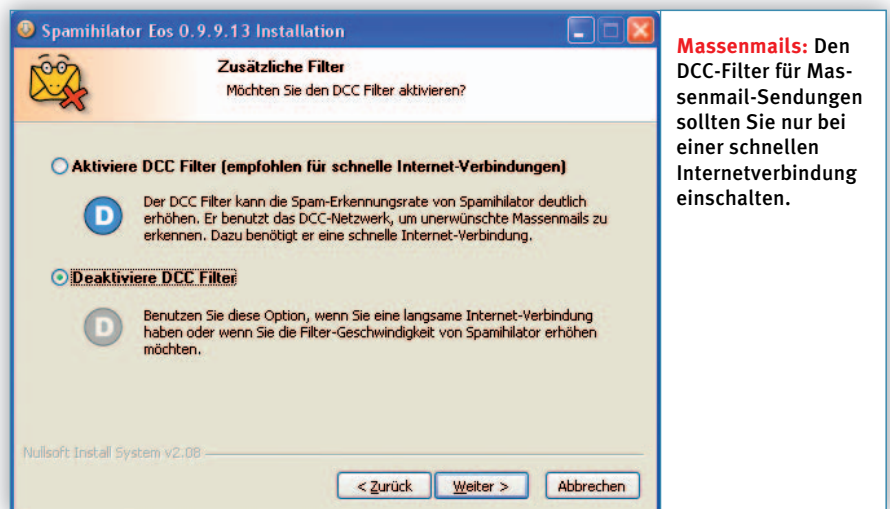 Spamihilator Eos 0.9.9.13 Installation
Zusätzliche Filter
Möchten Sie den DCC Filter aktivieren?
Aktiviere DCC Filter (empfohlen für schnelle Internet-Verbindungen)
D
Der DCC Filter kann die Spam-Erkennungsrate von Spamihilator deutlich
erhöhen. Er benutzt das DCC-Netzwerk, um unerwünschte Massenmails zu
erkennen. Dazu benötigt er eine schnelle Internet-Verbindung.
Deaktiviere DCC Filter
D
Benutzen Sie diese Option, wenn Sie eine langsame Internet-Verbindung
haben oder wenn Sie die Filter-Geschwindigkeit von Spamihilator erhöhen
möchten.
Nullsoft Install System v2.08
< Zurück
Weiter >
Abbrechen
Massenmails: Den
DCC-Filter für Mas-
senmail-Sendungen
sollten Sie nur bei
einer schnellen
Internetverbindung
einschalten.